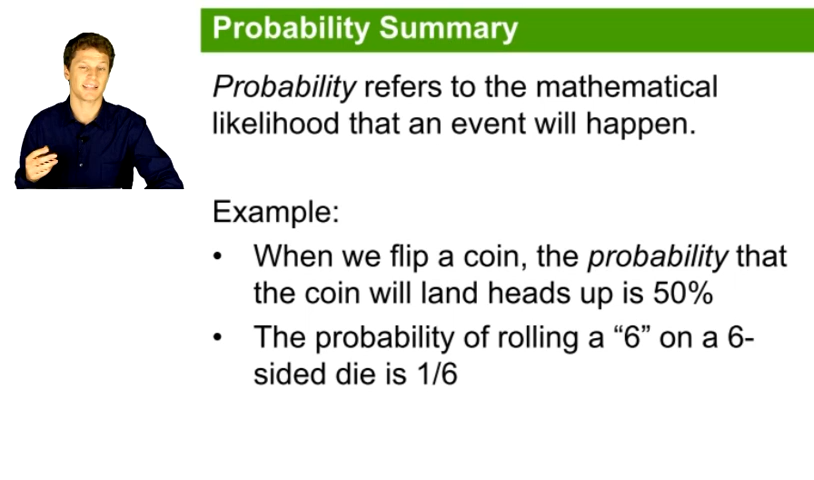 Probability Summary
Probability refers to the mathematical
likelihood that an event will happen.
Example:
• When we flip a coin, the probability that
the coin will land heads up is 50%
• The probability of rolling a “6” on a 6-
sided die is 1/6